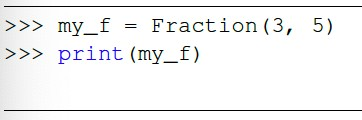 >>> my_f = Fraction(3, 5)
>>> print(my_f)